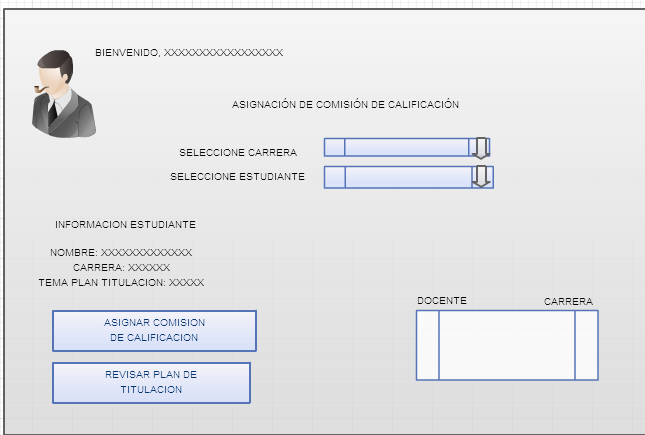 BIENVENIDO, XXXXXXXXXXXXXXXXX
ASIGNACIÓN DE COMISIÓN DE CALIFICACIÓN
SELECCIONE CARRERA
SELECCIONE ESTUDIANTE
INFORMACION ESTUDIANTE
NOMBRE: XXXXXXXXXXXXX
CARRERA: XXXXXX
TEMA PLAN TITULACION: XXXXX
ASIGNAR COMISION
DE CALIFICACION
REVISAR PLAN DE
TITULACION
DOCENTE CARRERA